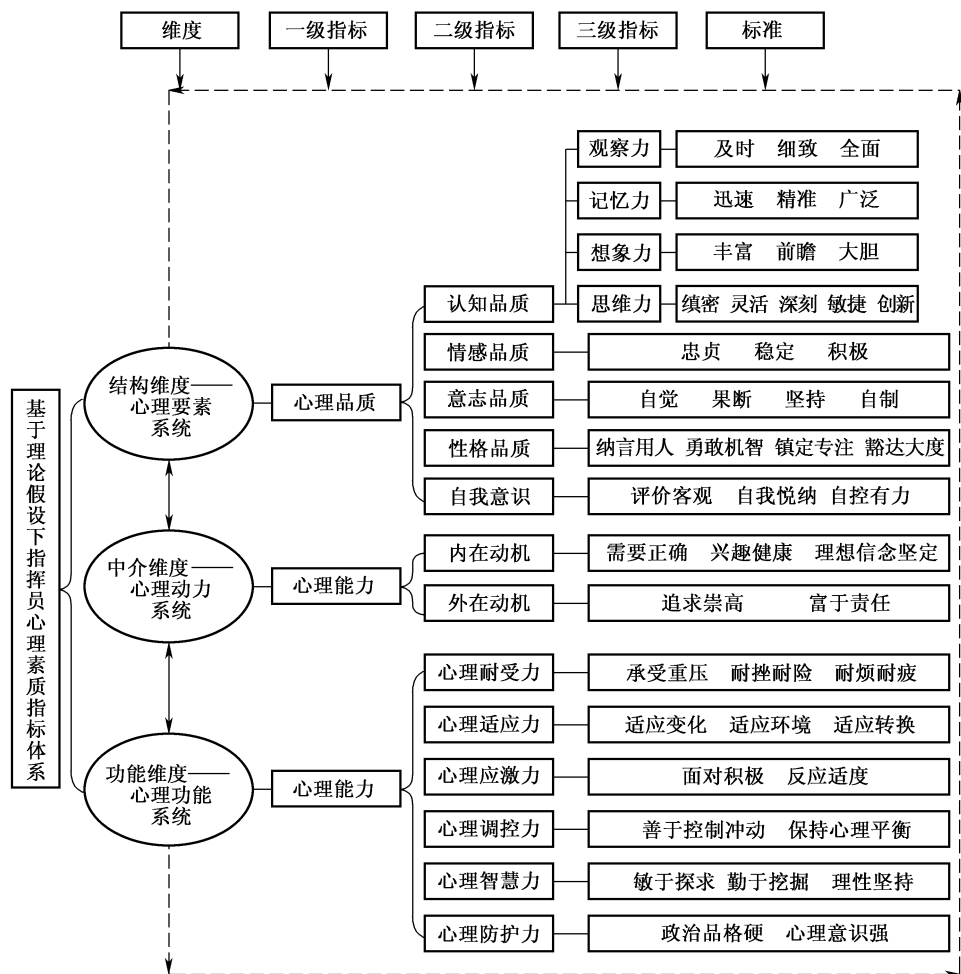 维度
一级指标
二级指标
三级指标
标准
观察力
及时 细致 全面
记忆力
迅速 精准 广泛
想象力
丰富 前瞻 大胆
认知品质
思维力
缜密 灵活 深刻 敏捷 创新
情感品质
忠贞 稳定 积极
结构维度——
心理要素
系统
心理品质
意志品质
自觉 果断 坚持 自制
性格品质
纳言用人 勇敢机智 镇定专注 豁达大度
自我意识
评价客观 自我悦纳 自控有力
基于理论假设下指挥员心理素质指标体系
中介维度——
心理动力
系统
心理能力
内在动机
需要正确 兴趣健康 理想信念坚定
外在动机
追求崇高 富于责任
心理耐受力
承受重压 耐挫耐险 耐烦耐疲
心理适应力
适应变化 适应环境 适应转换
功能维度——
心理功能
系统
心理能力
心理应激力
面对积极 反应适度
心理调控力
善于控制冲动 保持心理平衡
心理智慧力
敏于探求 勤于挖掘 理性坚持
心理防护力
政治品格硬 心理意识强